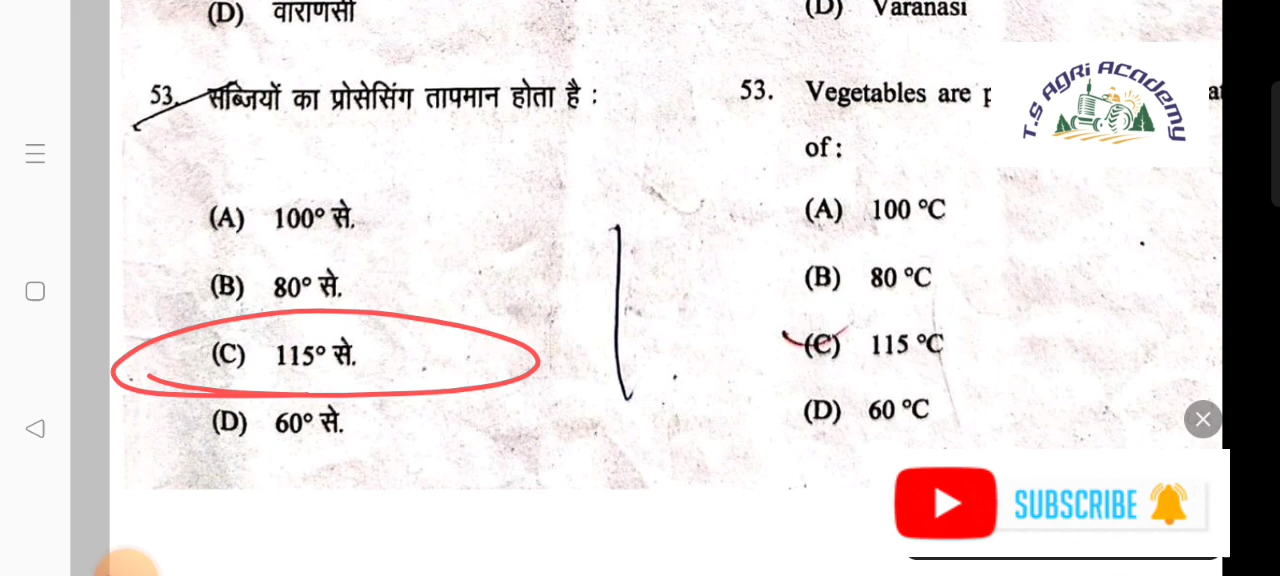 (D) वाराणसी
53. सब्जियों का प्रोसेसिंग तापमान होता है :
(A) 100° से.
(B) 80° से.
(C) 115° से.
(D) 60° से.
(D) Varanasi
53. Vegetables are
of :
(A) 100 °C
(B) 80 °C
(C) 115 °C
(D) 60 °C
T.S AGRI ACADEMY
SUBSCRIBE